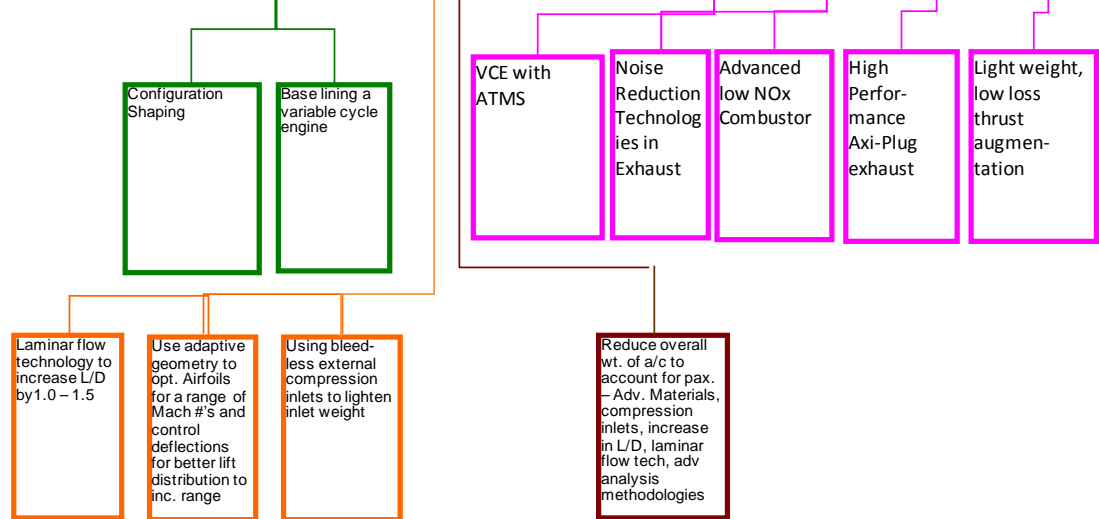 Configuration
Shaping
Base lining a
variable cycle
engine
VCE with
ATMS
Noise
Reduction
Technolog
ies in
Exhaust
Advanced
low NOx
Combustor
High
Perfor-
mance
Axi-Plug
exhaust
Light weight,
low loss
thrust
augmen-
tation
Laminar flow
technology to
increase L/D
by1.0 – 1.5
Use adaptive
geometry to
opt. Airfoils
for a range of
Mach #'s and
control
deflections
for better lift
distribution to
inc. range
Using bleed-
less external
compression
inlets to lighten
inlet weight
Reduce overall
wt. of a/c to
account for pax.
– Adv. Materials,
compression
inlets, increase
in L/D, laminar
flow tech, adv
analysis
methodologies